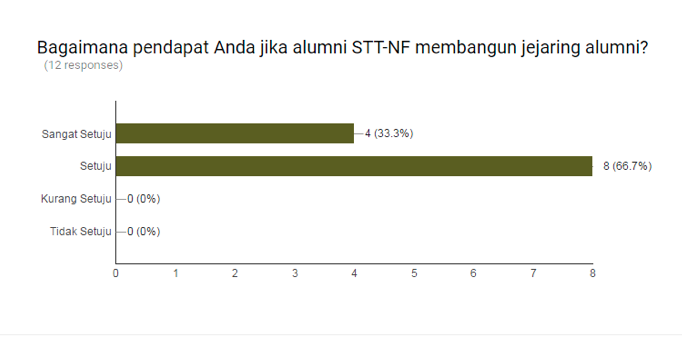 Bagaimana pendapat Anda jika alumni STT-NF membangun jejaring alumni?
(12 responses)
Sangat Setuju 4 (33.3%)
Setuju 8 (66.7%)
Kurang Setuju 0 (0%)
Tidak Setuju 0 (0%)
0 1 2 3 4 5 6 7 8